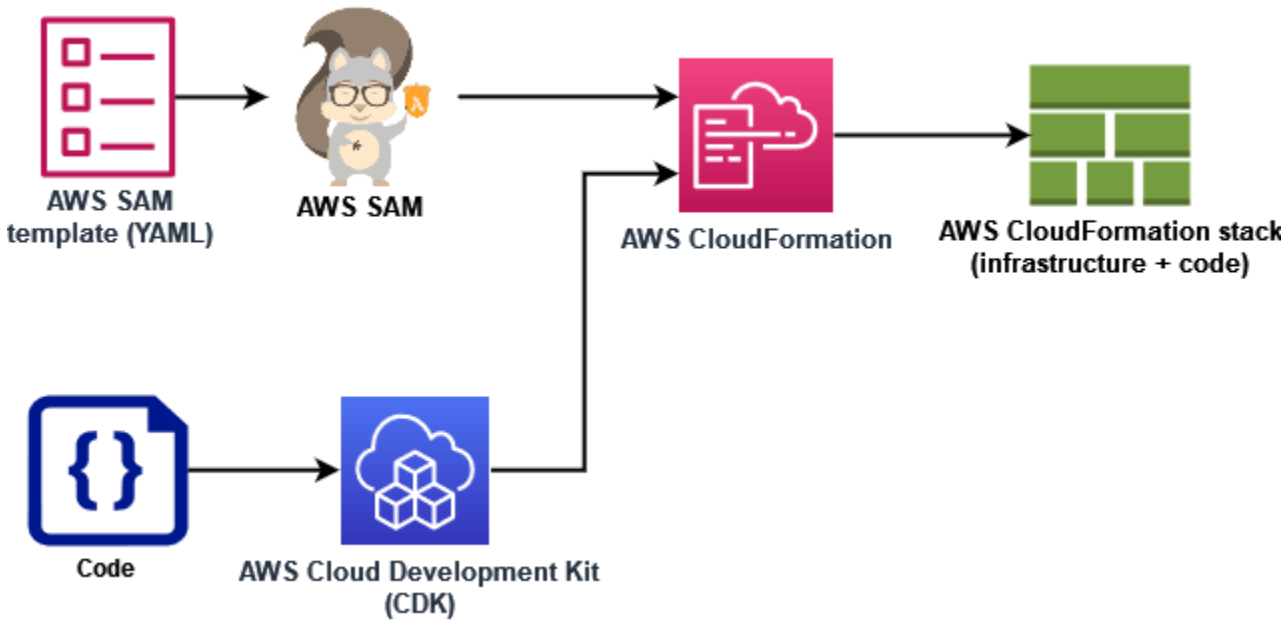 AWS SAM
template (YAML)
AWS SAM
AWS CloudFormation
AWS CloudFormation stack
(infrastructure + code)
{ }
Code
AWS Cloud Development Kit
(CDK)